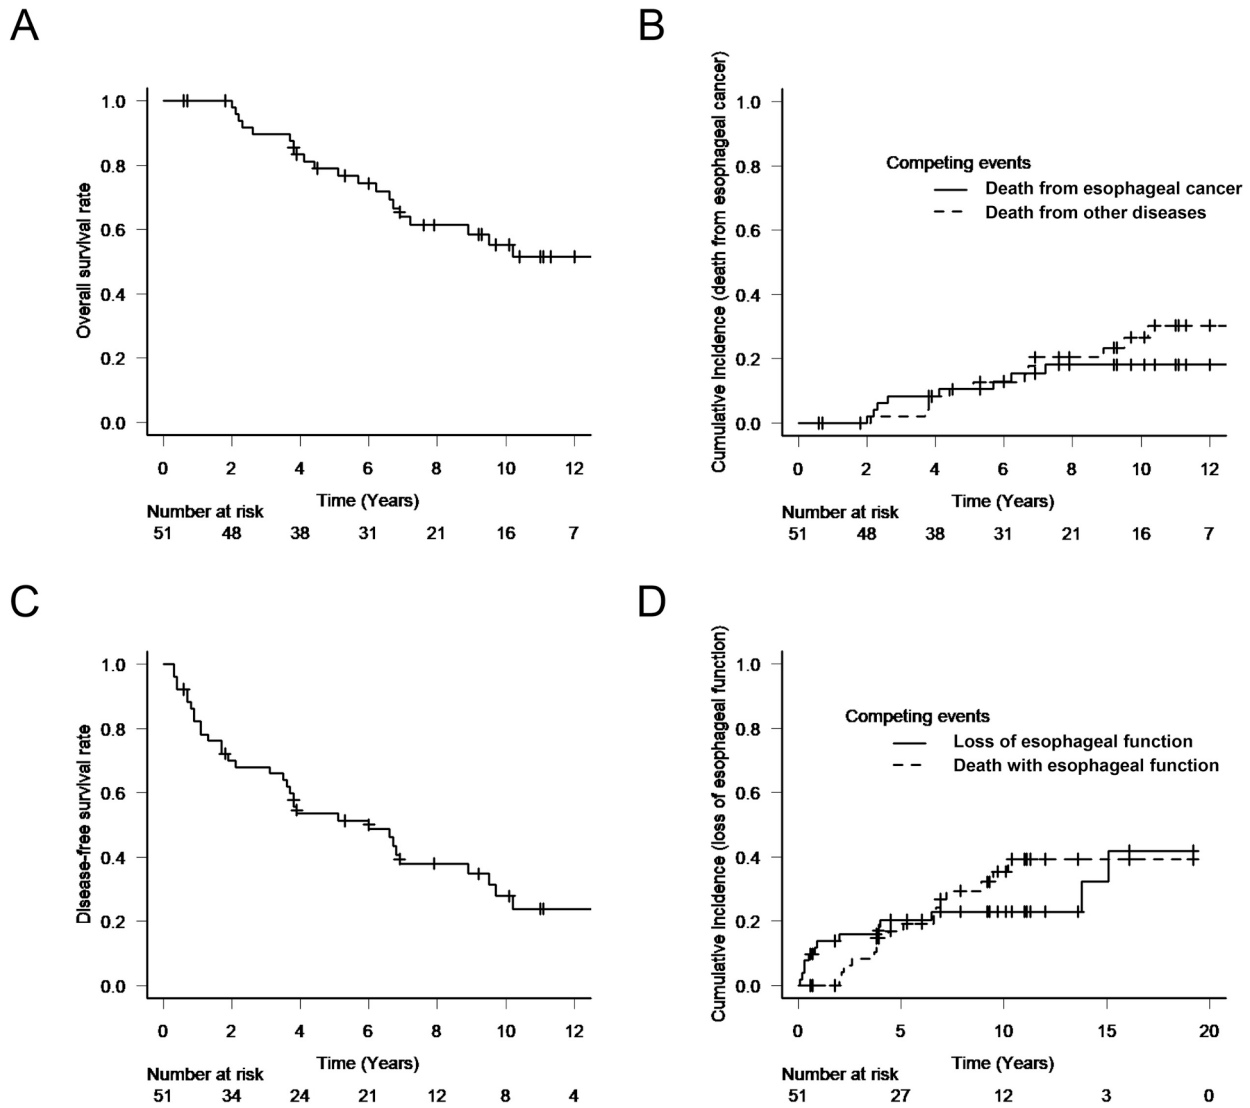 A
1.0
0.8
0.6
0.4
0.2
0.0
Overall survival rate
0 2 4 6 8 10 12
Time (Years)
Number at risk
51 48 38 31 21 16 7
B
1.0
0.8
0.6
0.4
0.2
0.0
Cumulative incidence (death from esophageal cancer)
Competing events
Death from esophageal cancer
Death from other diseases
0 2 4 6 8 10 12
Time (Years)
Number at risk
51 48 38 31 21 16 7
C
1.0
0.8
0.6
0.4
0.2
0.0
Disease-free survival rate
0 2 4 6 8 10 12
Time (Years)
Number at risk
51 34 24 21 12 8 4
D
1.0
0.8
0.6
0.4
0.2
0.0
Cumulative incidence (loss of esophageal function)
Competing events
Loss of esophageal function
Death with esophageal function
0 5 10 15 20
Time (Years)
Number at risk
51 27 12 3 0